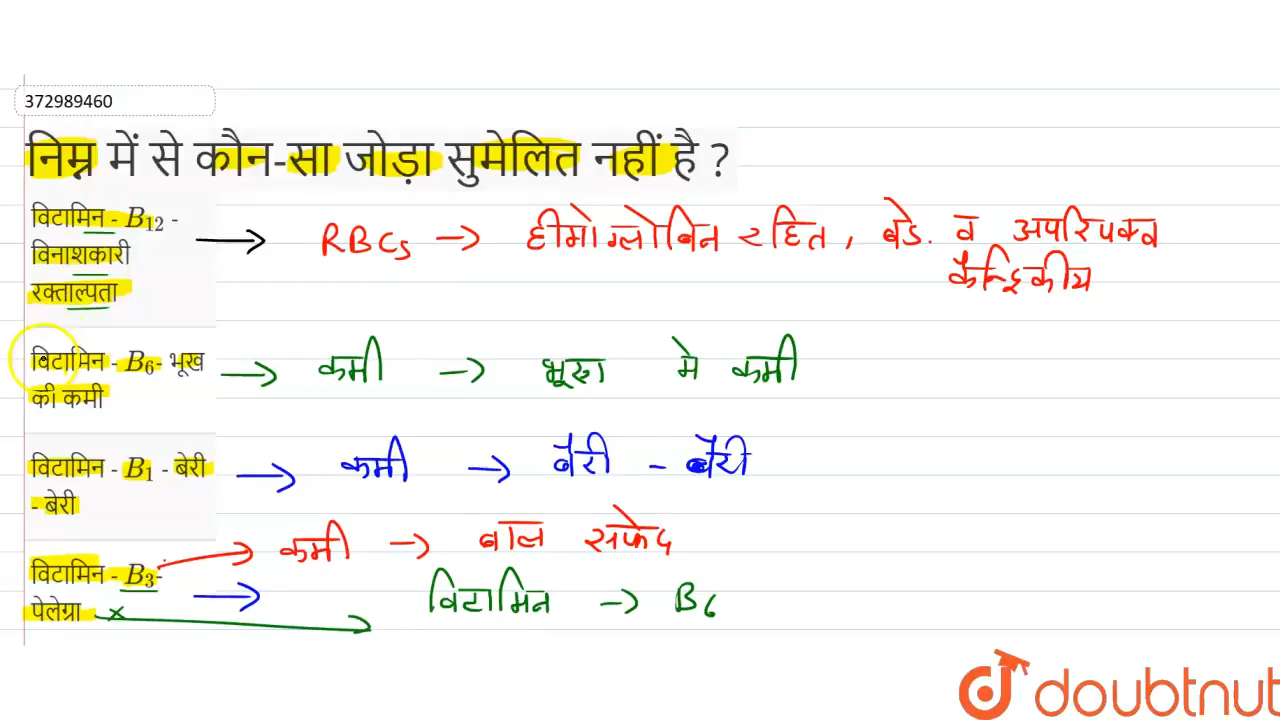 372989460
निम्न में से कौन-सा जोड़ा सुमेलित नहीं है ?
विटामिन - B12 -
विनाशकारी
रक्ताल्पता
RBCs → हीमोग्लोबिन रहित, बडे. व अपरिपक्व
केन्द्रिकीय
विटामिन - B6- भूख
की कमी
कमी → भूख मे कमी
विटामिन - B1 - बेरी
- बेरी
कमी → बैरी - बैरी
विटामिन - B3-
पेलेग्रा
कमी → बाल सफेद
विटामिन → B6
doubtnut